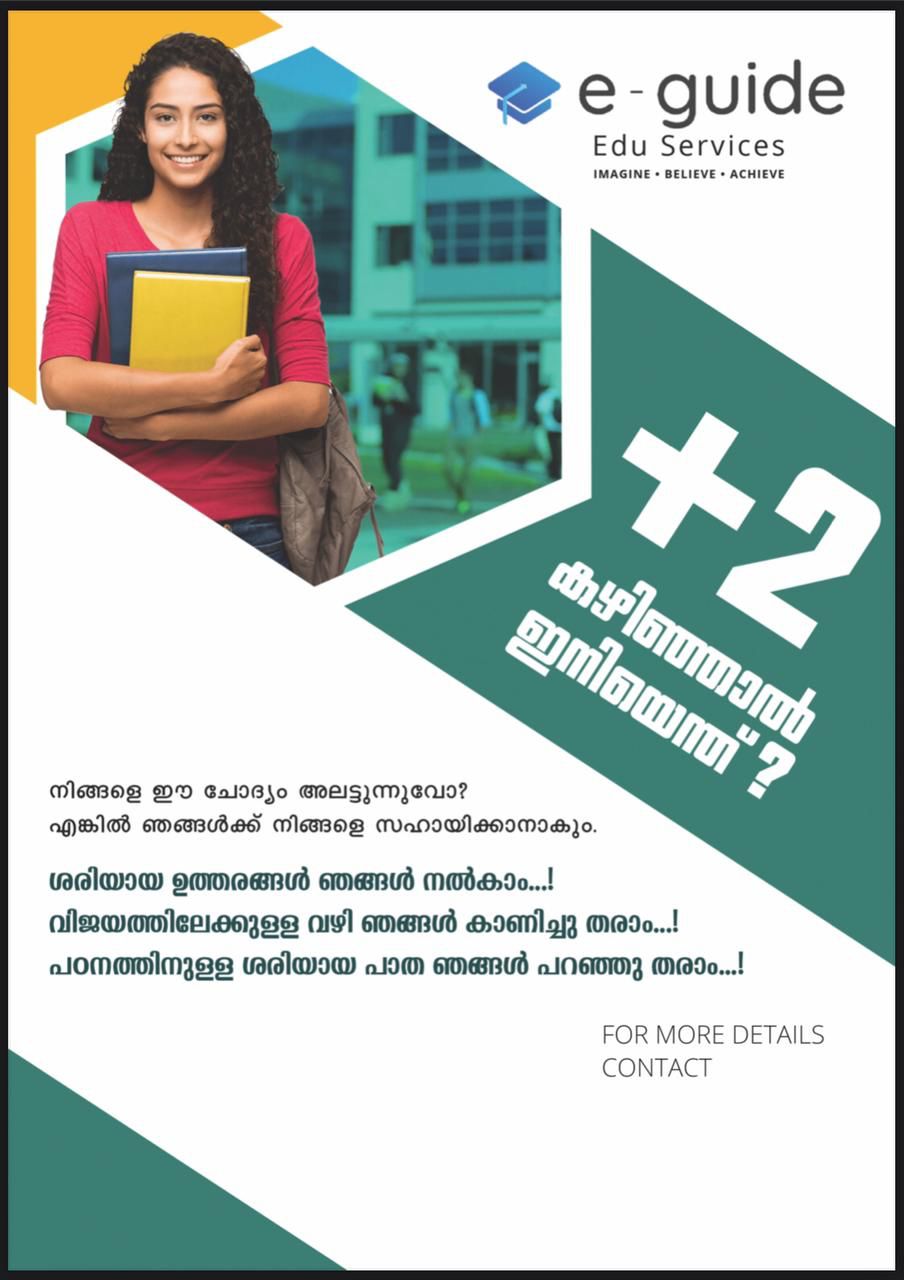 e - guide
Edu Services
IMAGINE • BELIEVE • ACHIEVE
+2
കഴിഞ്ഞാൽ
ഇനിയെന്ത് ?
നിങ്ങളെ ഈ ചോദ്യം അലട്ടുന്നുവോ?
എങ്കിൽ ഞങ്ങൾക്ക് നിങ്ങളെ സഹായിക്കാനാകും.
ശരിയായ ഉത്തരങ്ങൾ ഞങ്ങൾ നൽകാം...!
വിജയത്തിലേക്കുളള വഴി ഞങ്ങൾ കാണിച്ചു തരാം...!
പഠനത്തിനുളള ശരിയായ പാത ഞങ്ങൾ പറഞ്ഞു തരാം...!
FOR MORE DETAILS
CONTACT